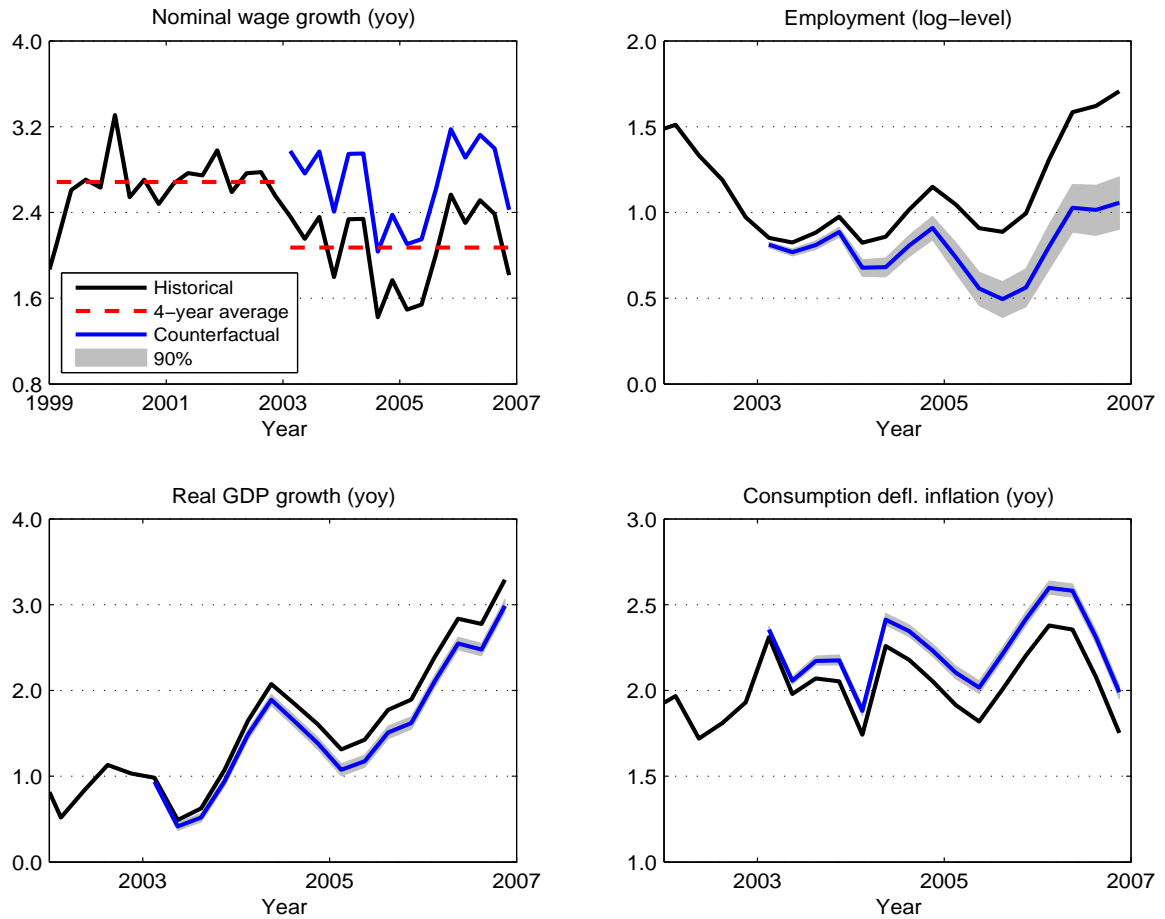 Nominal wage growth (yoy)
4.0
3.2
2.4
1.6
0.8
Historical
4−year average
Counterfactual
90%
1999 2001 2003 2005 2007
Year
Employment (log−level)
2.0
1.5
1.0
0.5
0.0
2003 2005 2007
Year
Real GDP growth (yoy)
4.0
3.0
2.0
1.0
0.0
2003 2005 2007
Year
Consumption defl. inflation (yoy)
3.0
2.5
2.0
1.5
1.0
2003 2005 2007
Year